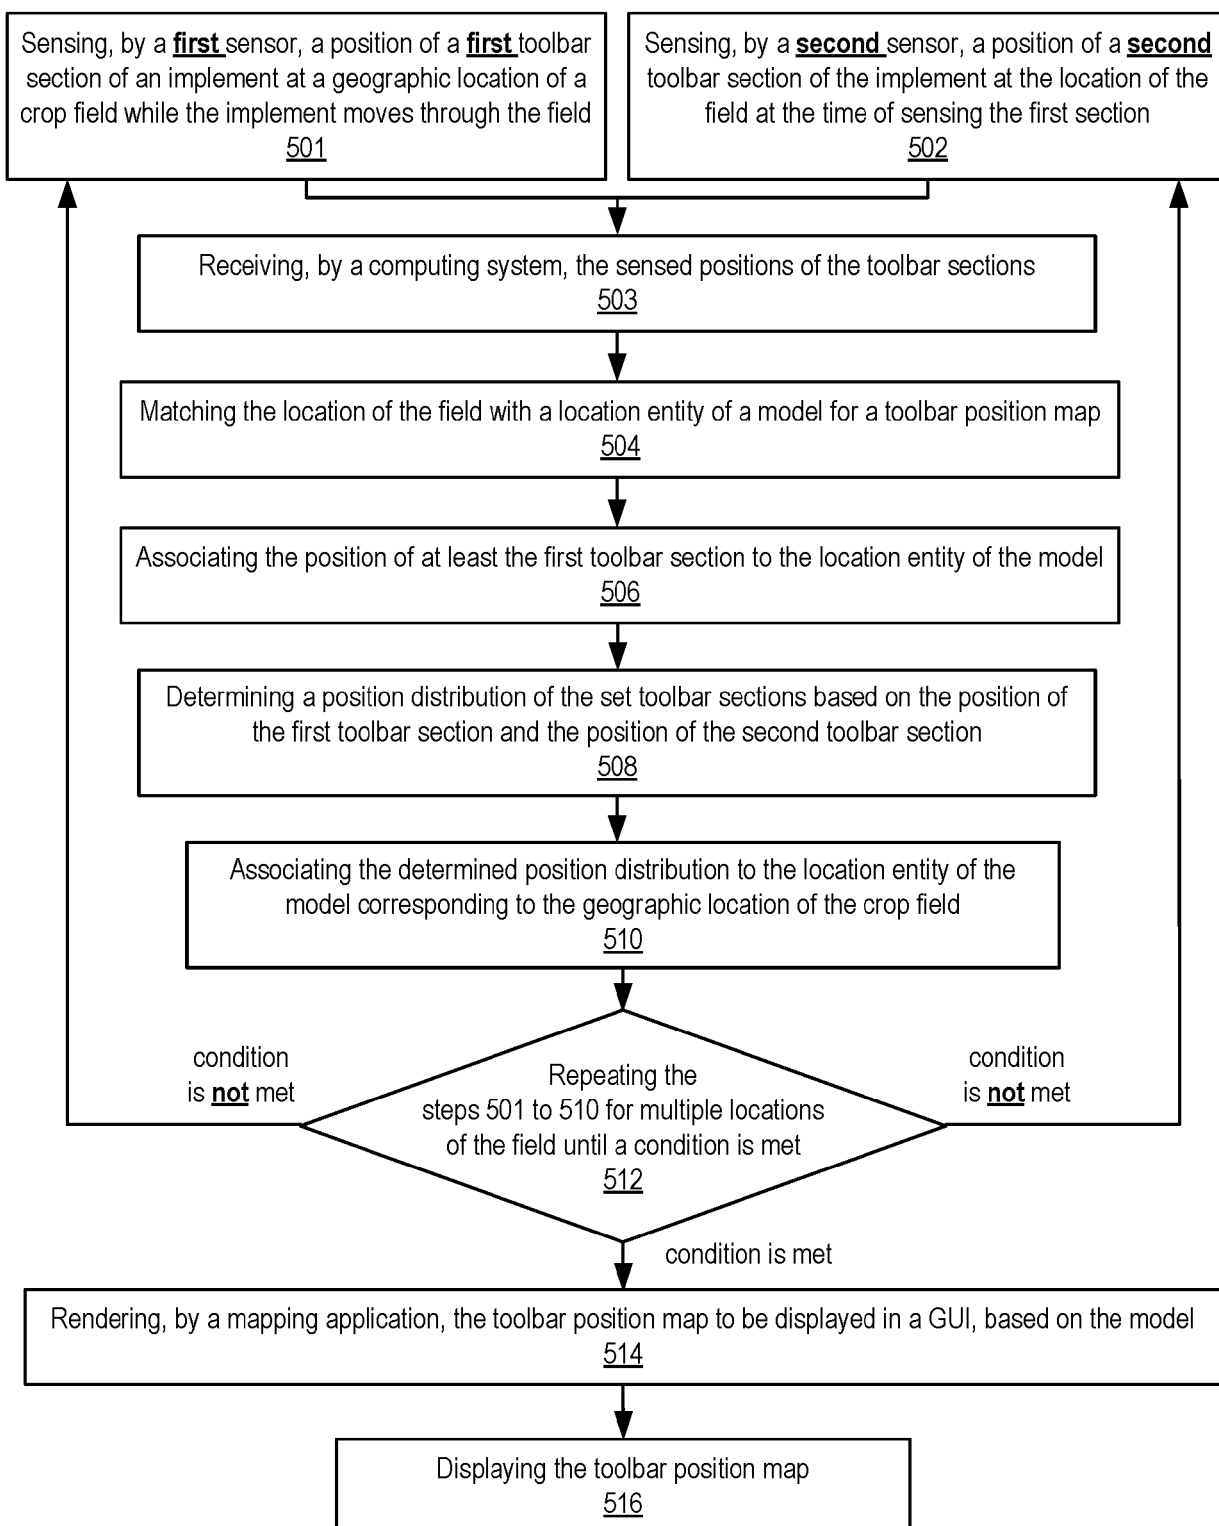 Sensing, by a first sensor, a position of a first toolbar
section of an implement at a geographic location of a
crop field while the implement moves through the field
501
Sensing, by a second sensor, a position of a second
toolbar section of the implement at the location of the
field at the time of sensing the first section
502
Receiving, by a computing system, the sensed positions of the toolbar sections
503
Matching the location of the field with a location entity of a model for a toolbar position map
504
Associating the position of at least the first toolbar section to the location entity of the model
506
Determining a position distribution of the set toolbar sections based on the position of
the first toolbar section and the position of the second toolbar section
508
Associating the determined position distribution to the location entity of the
model corresponding to the geographic location of the crop field
510
condition
is not met
Repeating the
steps 501 to 510 for multiple locations
of the field until a condition is met
512
condition
is not met
condition is met
Rendering, by a mapping application, the toolbar position map to be displayed in a GUI, based on the model
514
Displaying the toolbar position map
516